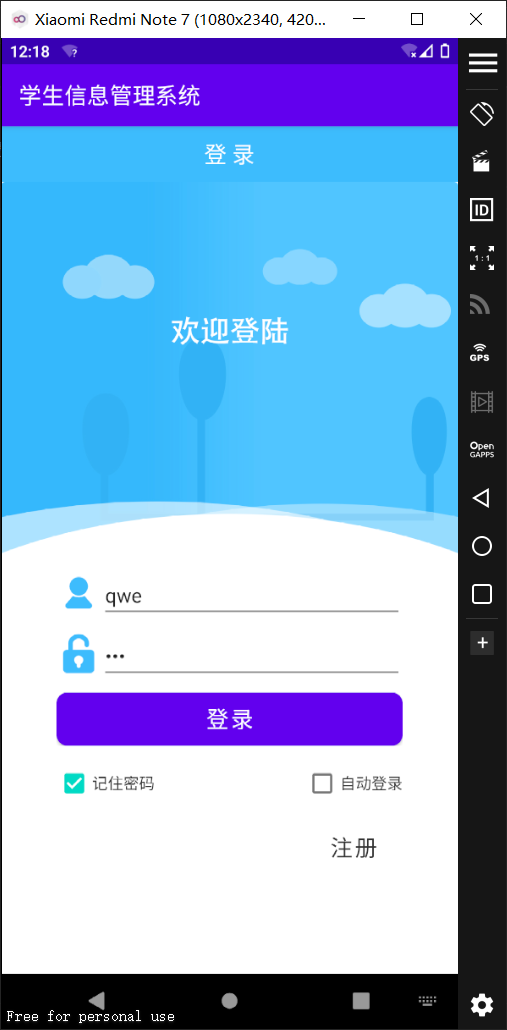 Xiaomi Redmi Note 7 (1080x2340, 420...
12:18
学生信息管理系统
登 录
欢迎登陆
qwe
•••
登录
记住密码
自动登录
注册
Free for personal use
ID
1:1
GPS
Open
GAPPS